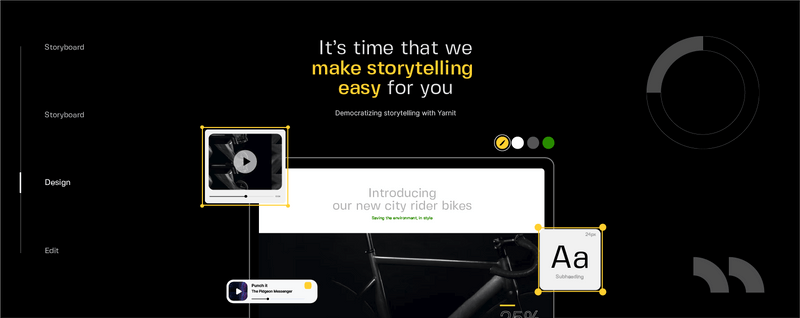 Storyboard
Storyboard
Design
Edit
It's time that we
make storytelling
easy for you
Democratizing storytelling with Yarnit
Introducing
our new city rider bikes
Saving the environment, in style
Punch it
The Pidgeon Messenger
24px
Aa
Subheading
25%